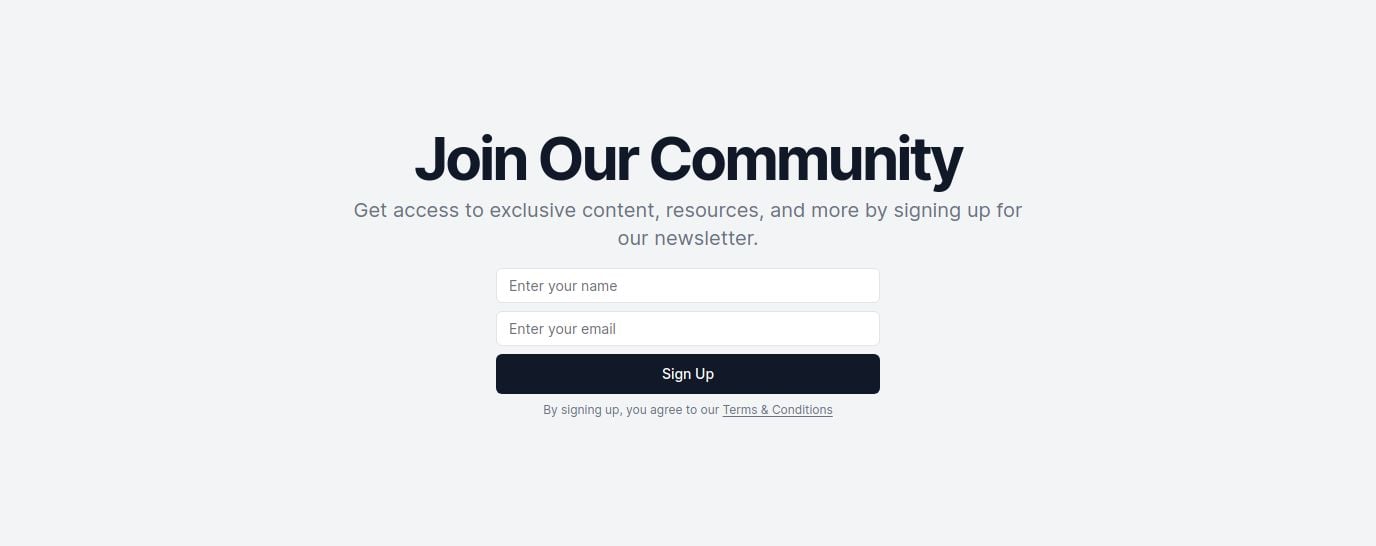 Join Our Community
Get access to exclusive content, resources, and more by signing up for
our newsletter.
Enter your name
Enter your email
Sign Up
By signing up, you agree to our Terms & Conditions